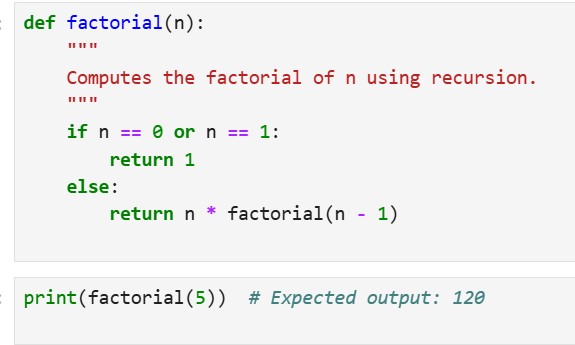 def factorial(n):
    """
    Computes the factorial of n using recursion.
    """
    if n == 0 or n == 1:
        return 1
    else:
        return n * factorial(n - 1)
print(factorial(5))  # Expected output: 120